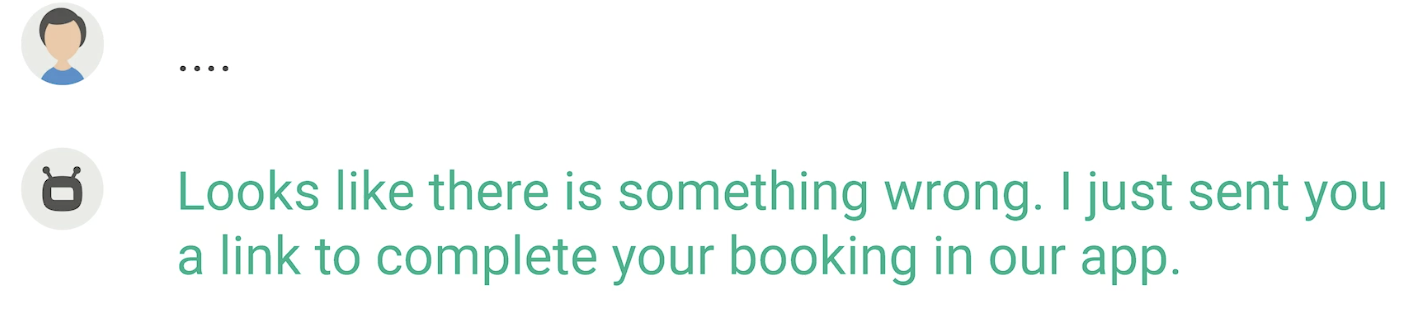 ....
Looks like there is something wrong. I just sent you
a link to complete your booking in our app.